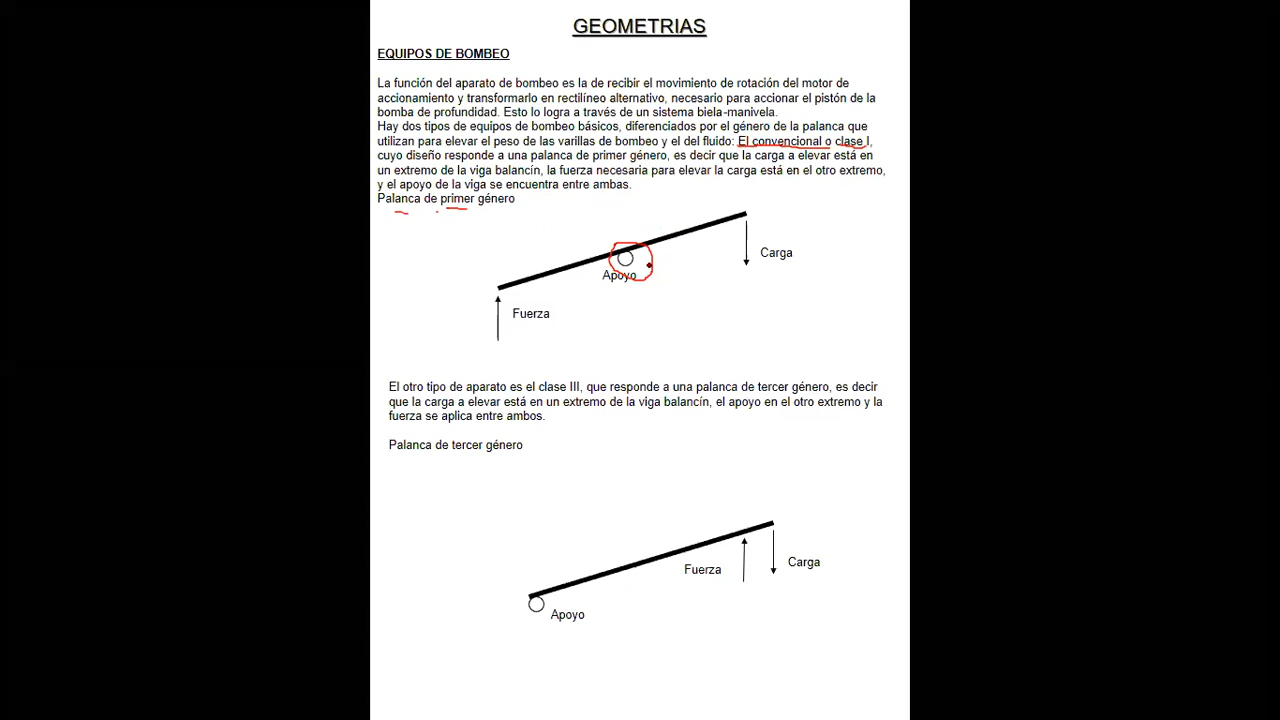 GEOMETRIAS
EQUIPOS DE BOMBEO
La función del aparato de bombeo es la de recibir el movimiento de rotación del motor de
accionamiento y transformarlo en rectilíneo alternativo, necesario para accionar el pistón de la
bomba de profundidad. Esto lo logra a través de un sistema biela-manivela.
Hay dos tipos de equipos de bombeo básicos, diferenciados por el género de la palanca que
utilizan para elevar el peso de las varillas de bombeo y el del fluido: El convencional o clase I,
cuyo diseño responde a una palanca de primer género, es decir que la carga a elevar está en
un extremo de la viga balancín, la fuerza necesaria para elevar la carga está en el otro extremo,
y el apoyo de la viga se encuentra entre ambas.
Palanca de primer género
Carga
Apoyo
Fuerza
El otro tipo de aparato es el clase III, que responde a una palanca de tercer género, es decir
que la carga a elevar está en un extremo de la viga balancín, el apoyo en el otro extremo y la
fuerza se aplica entre ambos.
Palanca de tercer género
Carga
Fuerza
Apoyo